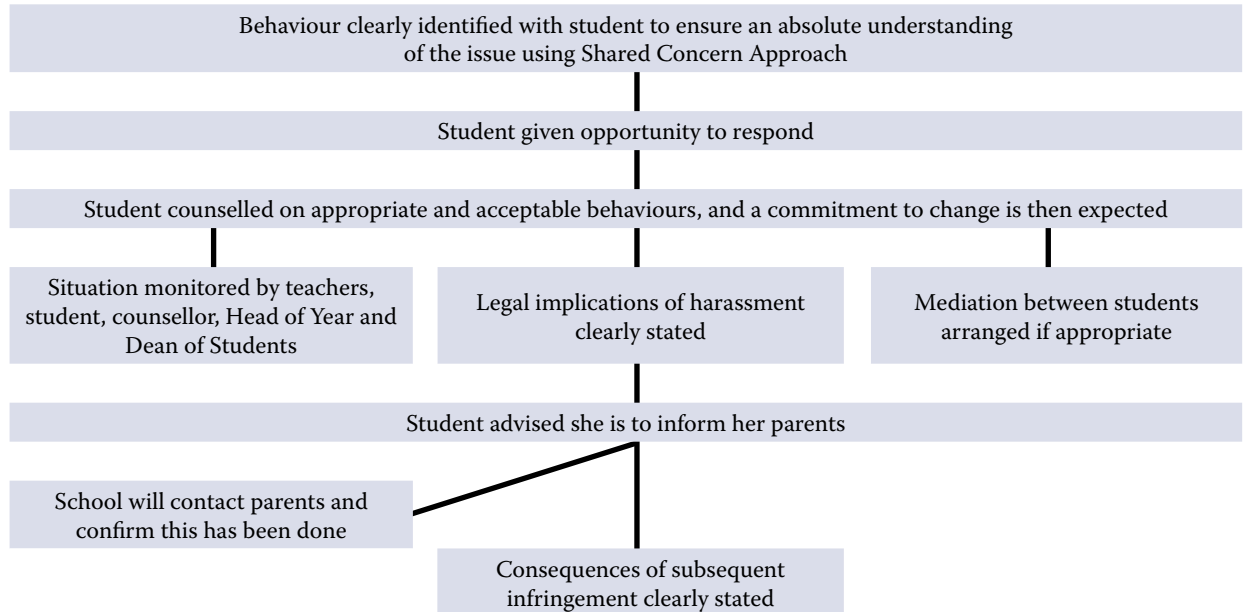 Behaviour clearly identified with student to ensure an absolute understanding
of the issue using Shared Concern Approach
Student given opportunity to respond
Student counselled on appropriate and acceptable behaviours, and a commitment to change is then expected
Situation monitored by teachers,
student, counsellor, Head of Year and
Dean of Students
Legal implications of harassment
clearly stated
Mediation between students
arranged if appropriate
Student advised she is to inform her parents
School will contact parents and
confirm this has been done
Consequences of subsequent
infringement clearly stated